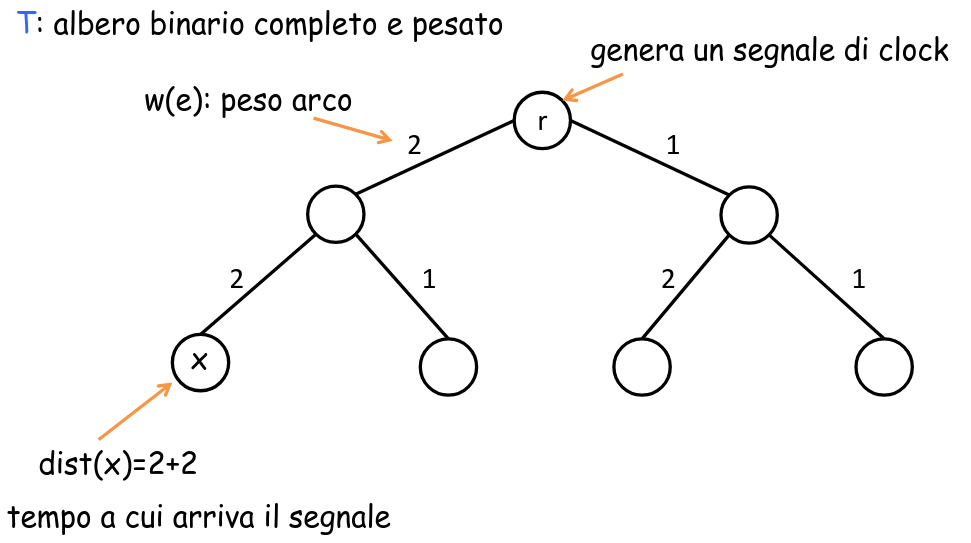 T: albero binario completo e pesato
genera un segnale di clock
w(e): peso arco
r
2
1
2
1
2
1
x
dist(x)=2+2
tempo a cui arriva il segnale